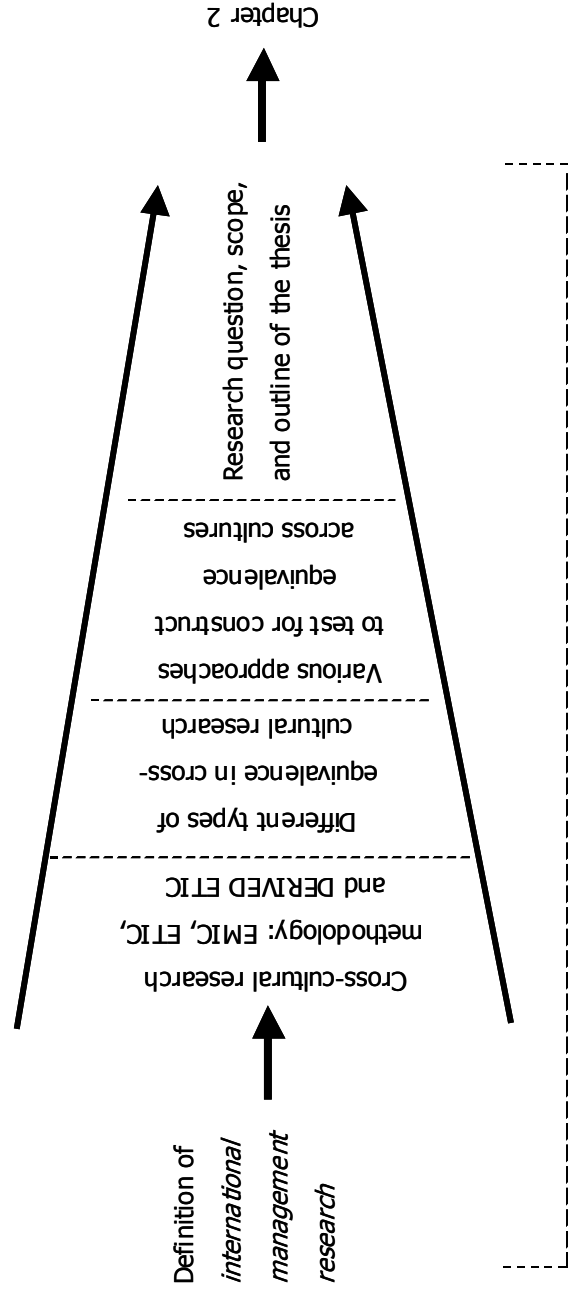 Definition of
international
management
research
Cross-cultural research
methodology: EMIC, ETIC,
and DERIVED ETIC
Different types of
equivalence in cross-
cultural research
Various approaches
to test for construct
equivalence
across cultures
Research question, scope,
and outline of the thesis
Chapter 2